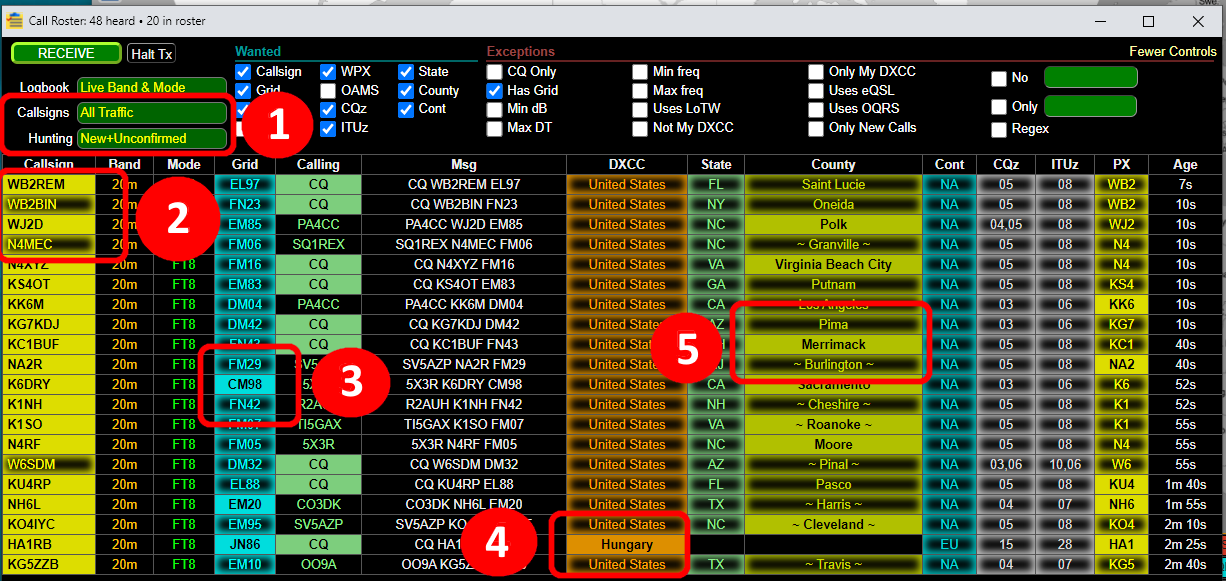 Swe
Call Roster: 48 heard • 20 in roster
RECEIVE Halt Tx Wanted Exceptions Fewer Controls
Logbook Live Band & Mode
Callsigns All Traffic
Hunting New+Unconfirmed
Callsign WPX State
Grid OAMS County
CQz Cont
ITUz
CQ Only Min freq Only My DXCC No
Has Grid Max freq Uses eQSL
Min dB Uses LoTW Uses OQRS Only
Max DT Not My DXCC Only New Calls Regex
1
Callsign Band Mode Grid Calling Msg DXCC State County Cont CQz ITUz PX Age
WB2REM 20m EL97 CQ CQ WB2REM EL97 United States FL Saint Lucie NA 05 08 WB2 7s
WB2BIN FN23 CQ CQ WB2BIN FN23 United States NY Oneida NA 05 08 WB2 10s
2
WJ2D EM85 PA4CC PA4CC WJ2D EM85 United States NC Polk NA 04,05 08 WJ2 10s
N4MEC 20m FM06 SQ1REX SQ1REX N4MEC FM06 United States NC ~ Granville ~ NA 05 08 N4 10s
N4XYZ 20m FT8 FM16 CQ CQ N4XYZ FM16 United States VA Virginia Beach City NA 05 08 N4 10s
KS4OT 20m FT8 EM83 CQ CQ KS4OT EM83 United States GA Putnam NA 05 08 KS4 10s
KK6M 20m FT8 DM04 PA4CC PA4CC KK6M DM04 United States CA Los Angeles NA 03 06 KK6 10s
KG7KDJ 20m FT8 DM42 CQ CQ KG7KDJ DM42 United States AZ Pima NA 03 06 KG7 10s
KC1BUF 20m FT8 FN43 CQ CQ KC1BUF FN43 United States Merrimack NA 05 08 KC1 40s
5
NA2R 20m FT8 FM29 SV5AZP NA2R FM29 United States ~ Burlington ~ NA 05 08 NA2 40s
3
K6DRY 20m FT8 CM98 5X3R K6DRY CM98 United States CA Sacramento NA 03 06 K6 52s
K1NH 20m FT8 FN42 R2AUH K1NH FN42 United States NH ~ Cheshire ~ NA 05 08 K1 52s
K1SO 20m FT8 FM07 TI5GAX TI5GAX K1SO FM07 United States VA ~ Roanoke ~ NA 05 08 K1 55s
N4RF 20m FT8 FM05 5X3R 5X3R N4RF FM05 United States NC Moore NA 05 08 N4 55s
W6SDM 20m FT8 DM32 CQ CQ W6SDM DM32 United States AZ ~ Pinal ~ NA 03,06 10,06 W6 55s
KU4RP 20m FT8 EL88 CQ CQ KU4RP EL88 United States FL Pasco NA 05 08 KU4 1m 40s
NH6L 20m FT8 EM20 CO3DK CO3DK NH6L EM20 United States TX ~ Harris ~ NA 04 07 NH6 1m 55s
KO4IYC 20m FT8 EM95 SV5AZP SV5AZP United States NC ~ Cleveland ~ NA 05 08 KO4 2m 10s
4
HA1RB 20m FT8 JN86 CQ CQ Hungary EU 15 28 HA1 2m 25s
KG5ZZB 20m FT8 EM10 OO9A OO9A United States TX ~ Travis ~ NA 04 07 KG5 2m 40s